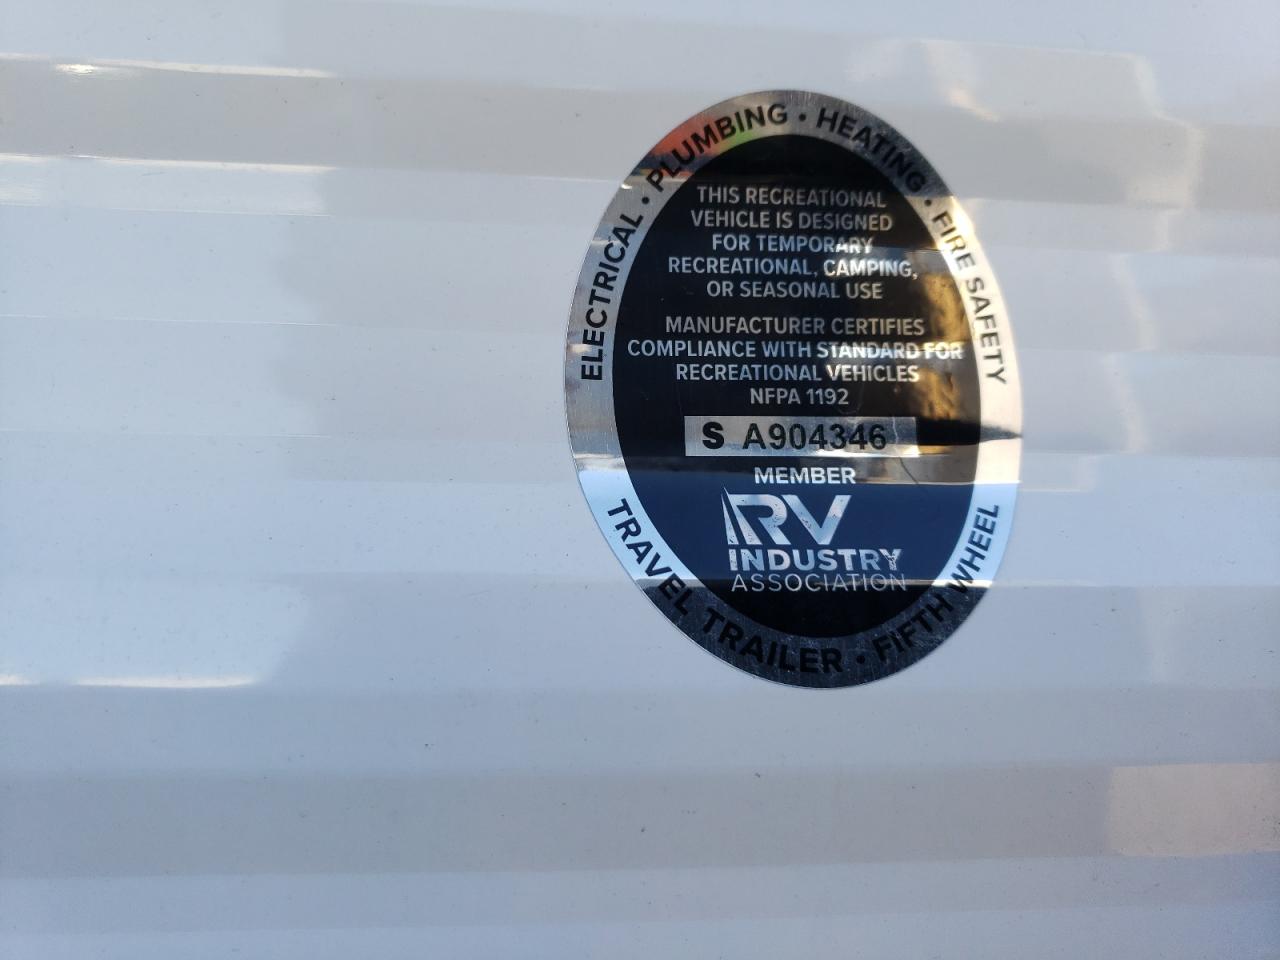 ELECTRICAL • PLUMBING • HEATING • FIRE SAFETY
THIS RECREATIONAL
VEHICLE IS DESIGNED
FOR TEMPORARY
RECREATIONAL, CAMPING,
OR SEASONAL USE
MANUFACTURER CERTIFIES
COMPLIANCE WITH STANDARD FOR
RECREATIONAL VEHICLES
NFPA 1192
S A904346
MEMBER
RV
INDUSTRY
ASSOCIATION
TRAVEL TRAILER • FIFTH WHEEL